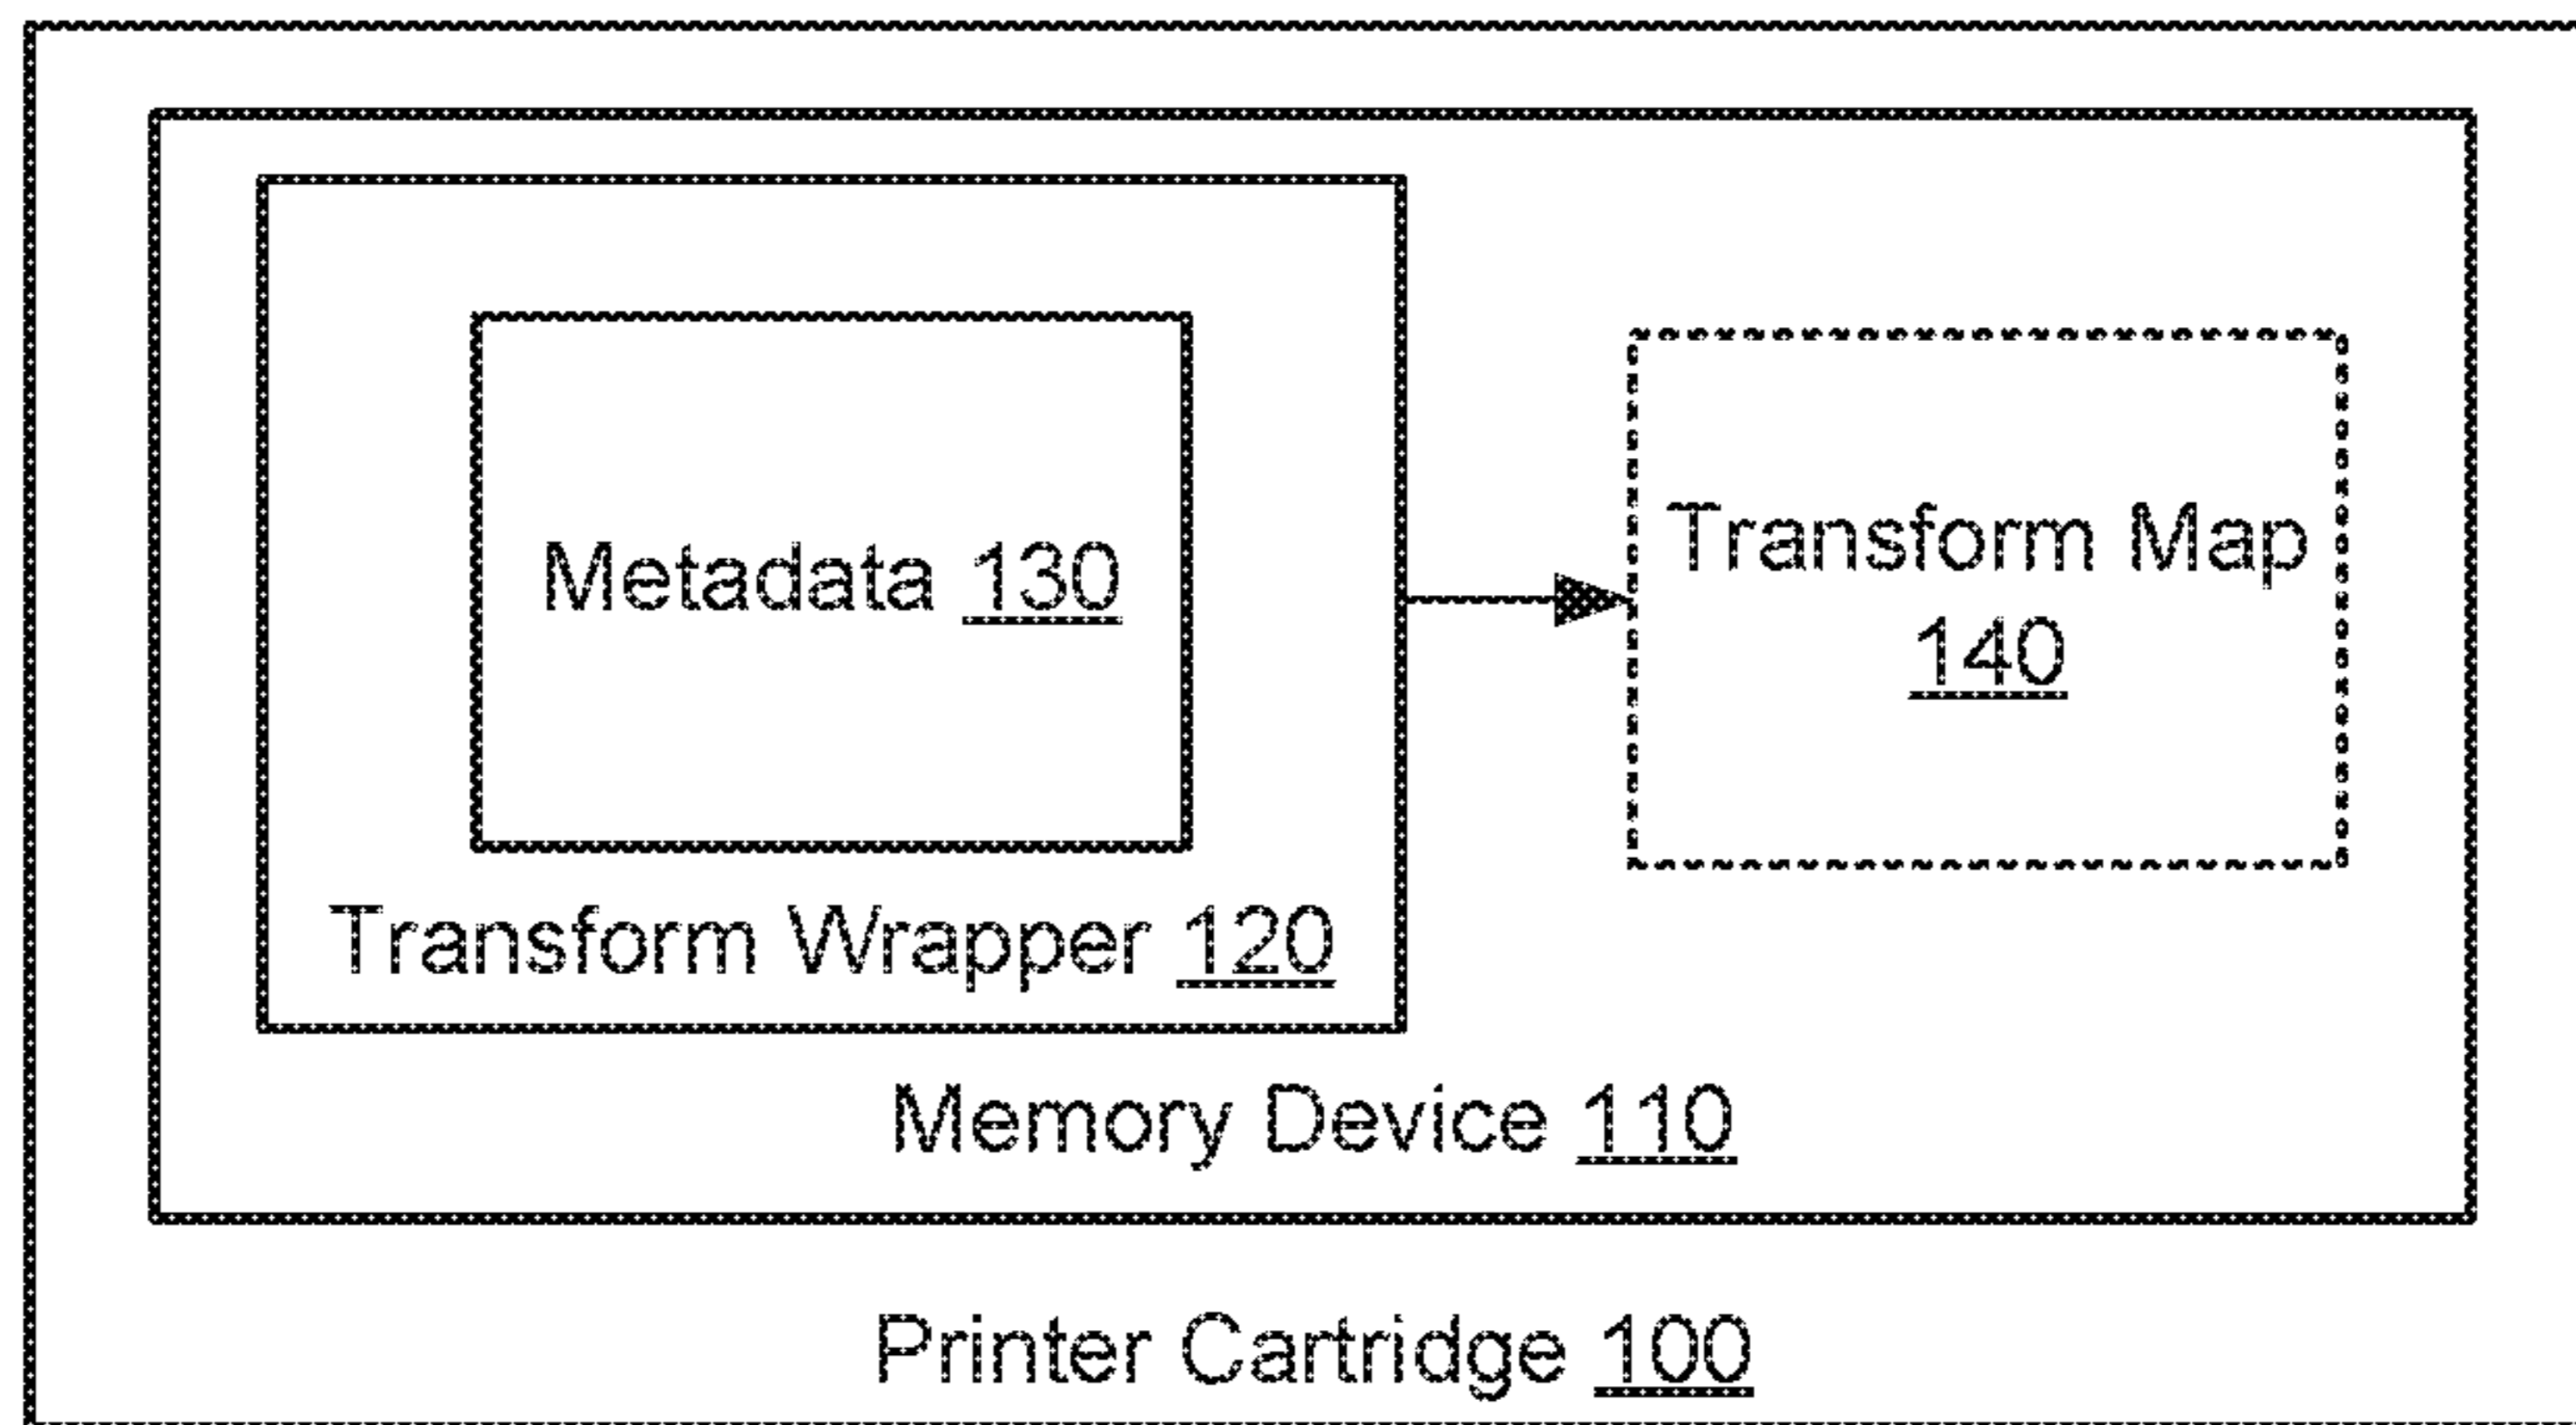 Metadata 130
Transform Map
140
Transform Wrapper 120
Memory Device 110
Printer Cartridge 100